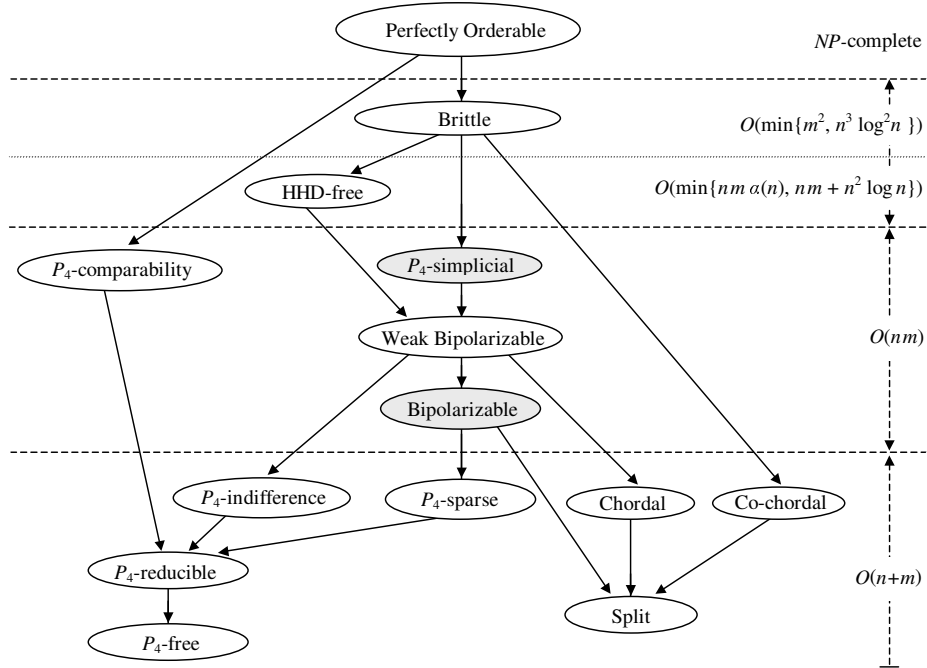 Perfectly Orderable
NP-complete
Brittle
O(min{m², n³ log²n })
HHD-free
O(min{nm α(n), nm + n² log n})
P₄-comparability
P₄-simplicial
Weak Bipolarizable
O(nm)
Bipolarizable
P₄-indifference
P₄-sparse
Chordal
Co-chordal
P₄-reducible
O(n+m)
Split
P₄-free